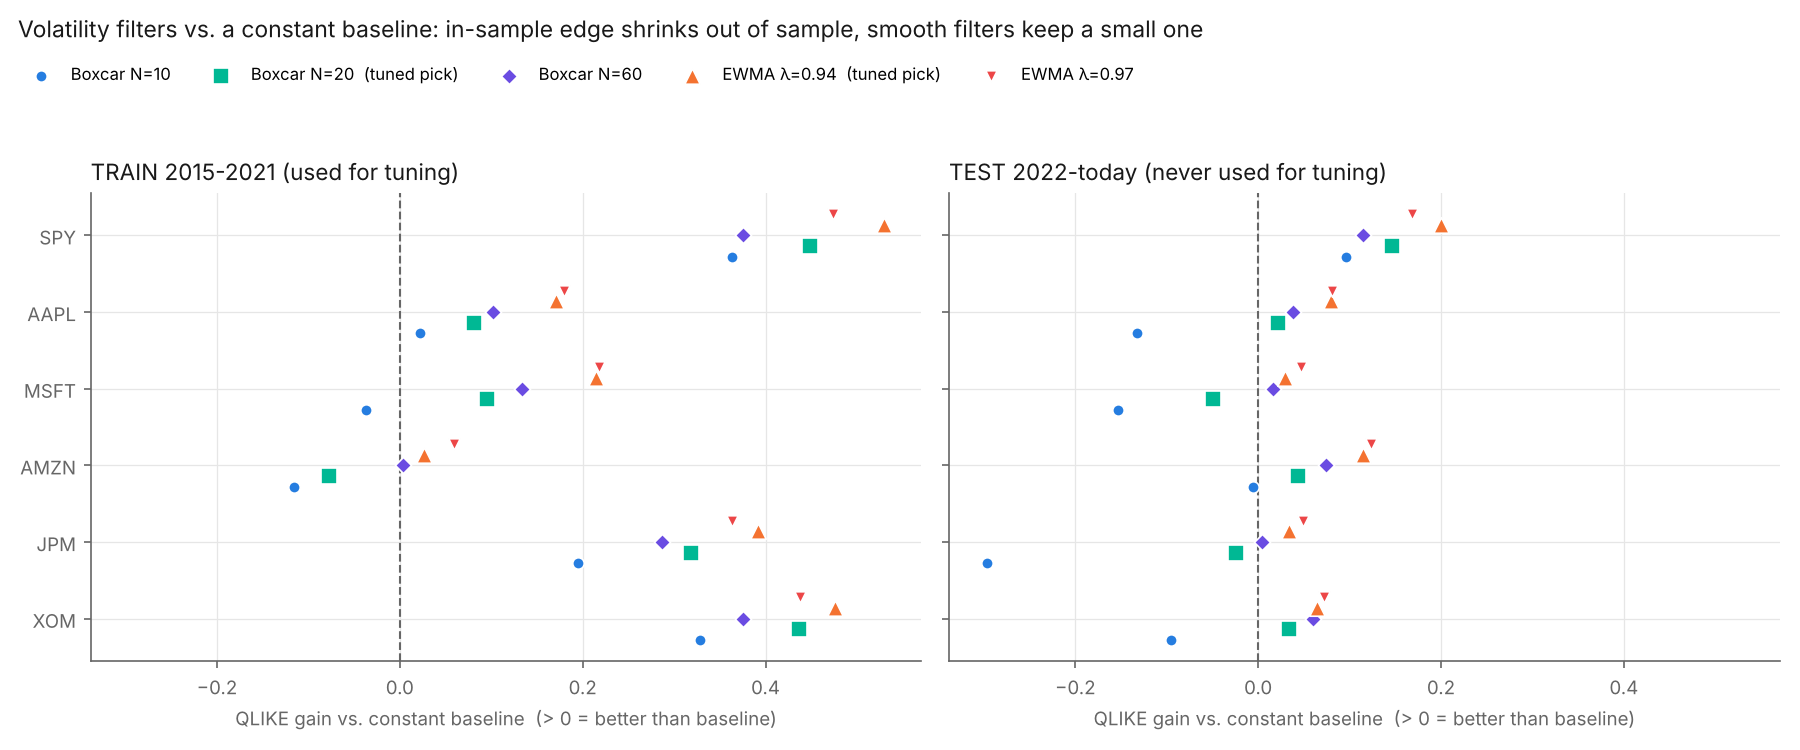 Volatility filters vs. a constant baseline: in-sample edge shrinks out of sample, smooth filters keep a small one
Boxcar N=10
Boxcar N=20 (tuned pick)
Boxcar N=60
EWMA λ=0.94 (tuned pick)
EWMA λ=0.97
TRAIN 2015-2021 (used for tuning)
SPY
AAPL
MSFT
AMZN
JPM
XOM
−0.2 0.0 0.2 0.4
QLIKE gain vs. constant baseline (> 0 = better than baseline)
TEST 2022-today (never used for tuning)
−0.2 0.0 0.2 0.4
QLIKE gain vs. constant baseline (> 0 = better than baseline)